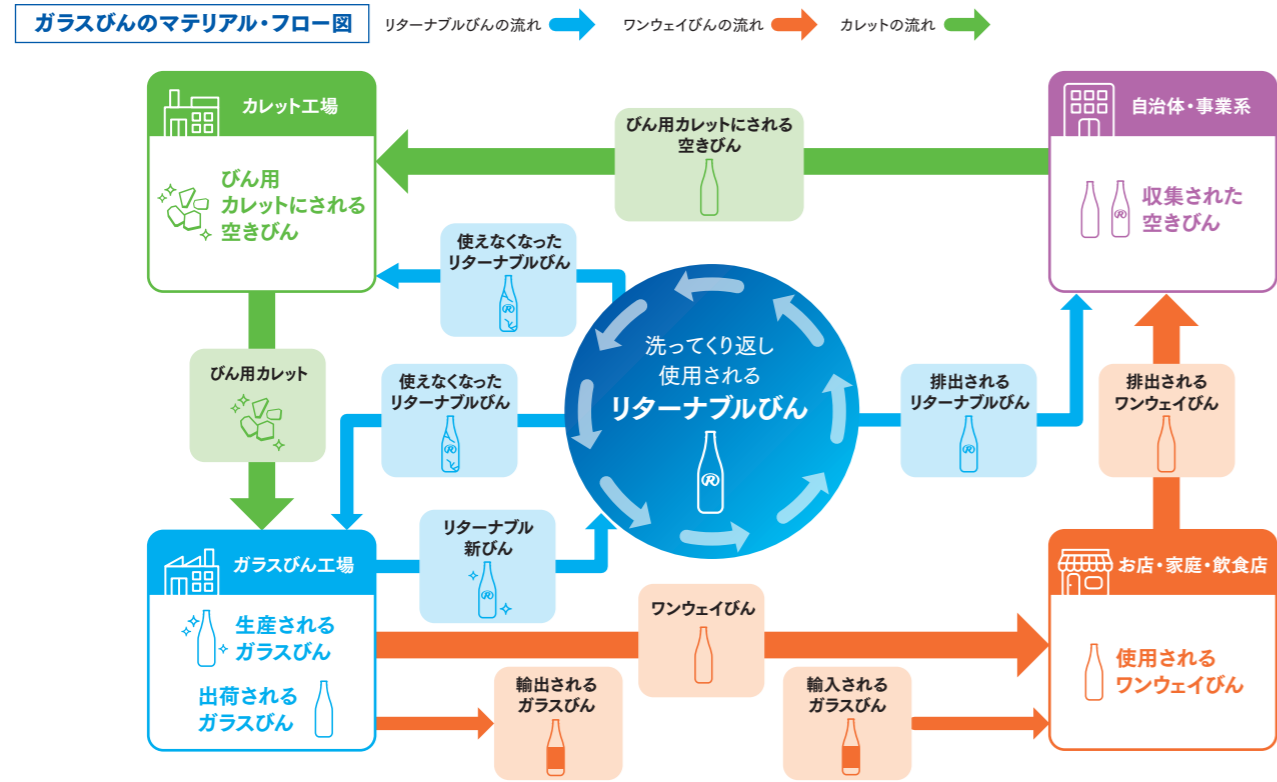 ガラスびんのマテリアル・フロー図
リターナブルびんの流れ
ワンウェイびんの流れ
カレットの流れ
カレット工場
びん用
カレットにされる
空きびん
びん用カレットにされる
空きびん
自治体・事業系
収集された
空きびん
R
使えなくなった
リターナブルびん
R
洗ってくり返し
使用される
リターナブルびん
R
びん用カレット
使えなくなった
リターナブルびん
R
排出される
リターナブルびん
R
排出される
ワンウェイびん
ガラスびん工場
生産される
ガラスびん
出荷される
ガラスびん
リターナブル
新びん
R
ワンウェイびん
お店・家庭・飲食店
使用される
ワンウェイびん
輸出される
ガラスびん
輸入される
ガラスびん